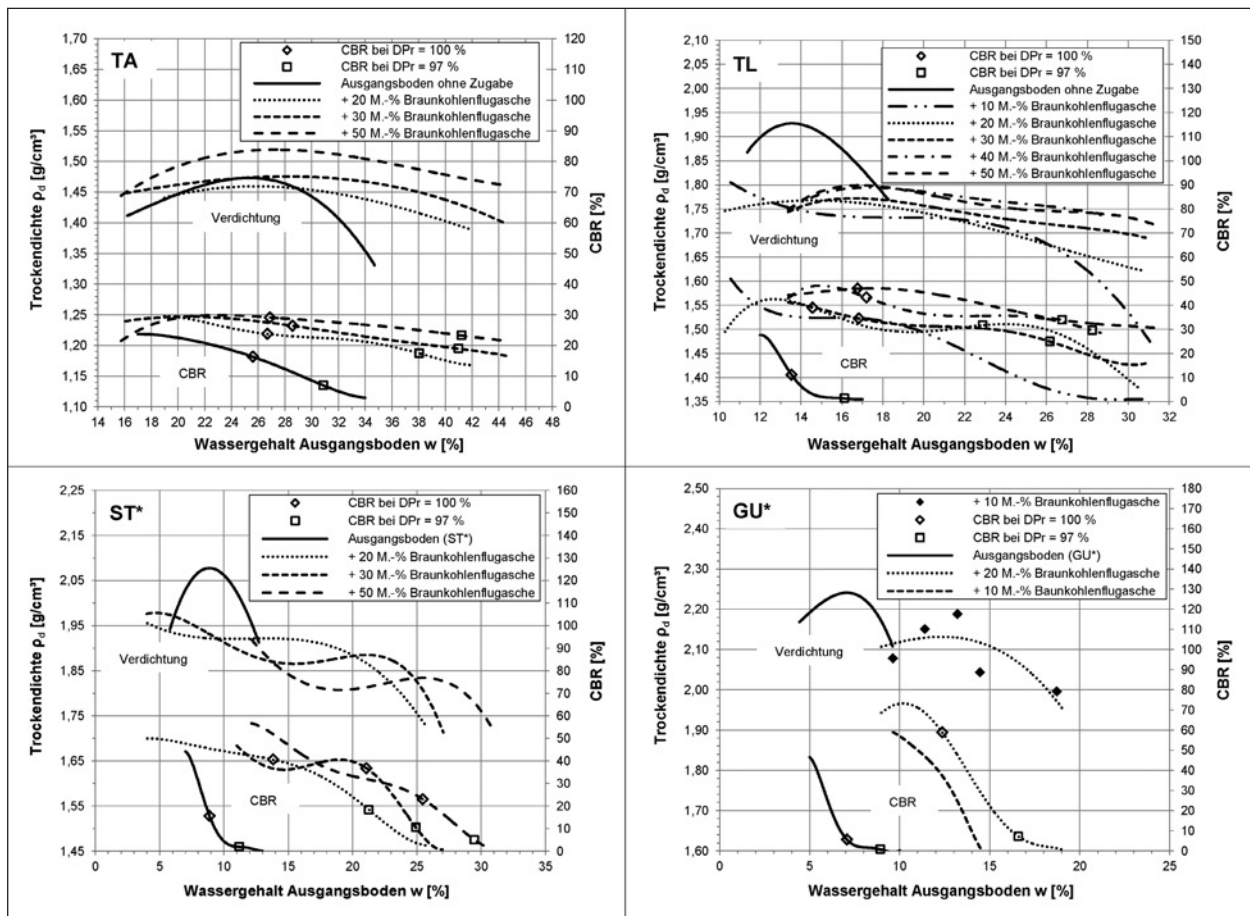 TA
CBR bei DPr = 100 %
CBR bei DPr = 97 %
Ausgangsboden ohne Zugabe
+ 20 M.-% Braunkohlenflugasche
+ 30 M.-% Braunkohlenflugasche
+ 50 M.-% Braunkohlenflugasche
Trockendichte ρd [g/cm³]
1,70
1,65
1,60
1,55
1,50
1,45
1,40
1,35
1,30
1,25
1,20
1,15
1,10
Verdichtung
CBR
CBR [%]
120
110
100
90
80
70
60
50
40
30
20
10
0
14 16 18 20 22 24 26 28 30 32 34 36 38 40 42 44 46 48
Wassergehalt Ausgangsboden w [%]
TL
CBR bei DPr = 100 %
CBR bei DPr = 97 %
Ausgangsboden ohne Zugabe
+ 10 M.-% Braunkohlenflugasche
+ 20 M.-% Braunkohlenflugasche
+ 30 M.-% Braunkohlenflugasche
+ 40 M.-% Braunkohlenflugasche
+ 50 M.-% Braunkohlenflugasche
Trockendichte ρd [g/cm³]
2,10
2,05
2,00
1,95
1,90
1,85
1,80
1,75
1,70
1,65
1,60
1,55
1,50
1,45
1,40
1,35
Verdichtung
CBR
CBR [%]
150
140
130
120
110
100
90
80
70
60
50
40
30
20
10
0
10 12 14 16 18 20 22 24 26 28 30 32
Wassergehalt Ausgangsboden w [%]
ST*
CBR bei DPr = 100 %
CBR bei DPr = 97 %
Ausgangsboden (ST*)
+ 20 M.-% Braunkohlenflugasche
+ 30 M.-% Braunkohlenflugasche
+ 50 M.-% Braunkohlenflugasche
Trockendichte ρd [g/cm³]
2,25
2,15
2,05
1,95
1,85
1,75
1,65
1,55
1,45
Verdichtung
CBR
CBR [%]
160
150
140
130
120
110
100
90
80
70
60
50
40
30
20
10
0
0 5 10 15 20 25 30 35
Wassergehalt Ausgangsboden w [%]
GU*
+ 10 M.-% Braunkohlenflugasche
CBR bei DPr = 100 %
CBR bei DPr = 97 %
Ausgangsboden (GU*)
+ 20 M.-% Braunkohlenflugasche
+ 10 M.-% Baunkohlenflugasche
Trockendichte ρd [g/cm³]
2,50
2,40
2,30
2,20
2,10
2,00
1,90
1,80
1,70
1,60
Verdichtung
CBR
CBR [%]
180
170
160
150
140
130
120
110
100
90
80
70
60
50
40
30
20
10
0
0 5 10 15 20 25
Wassergehalt Ausgangsboden w [%]